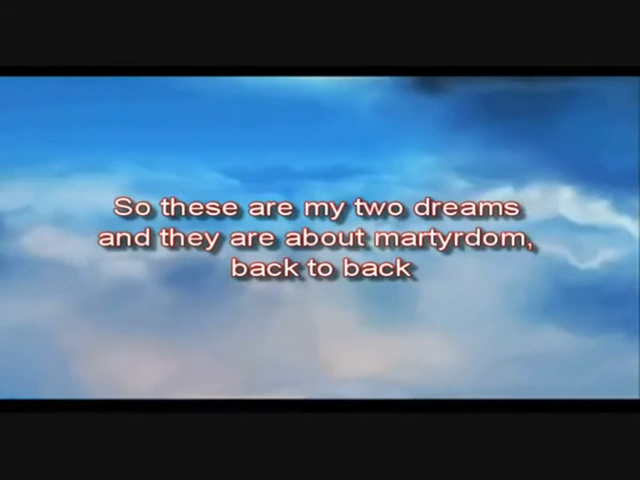 So these are my two dreams
and they are about martyrdom,
back to back